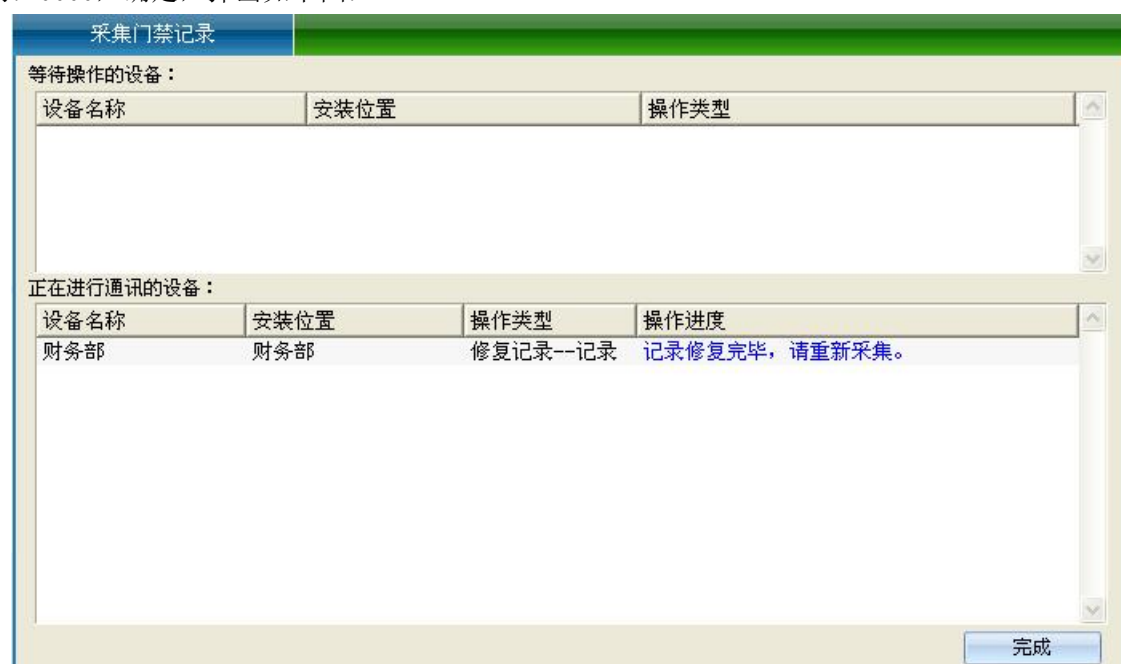 采集门禁记录
等待操作的设备：
设备名称 安装位置 操作类型
正在进行通讯的设备：
设备名称 安装位置 操作类型 操作进度
财务部 财务部 修复记录--记录 记录修复完毕，请重新采集。
完成